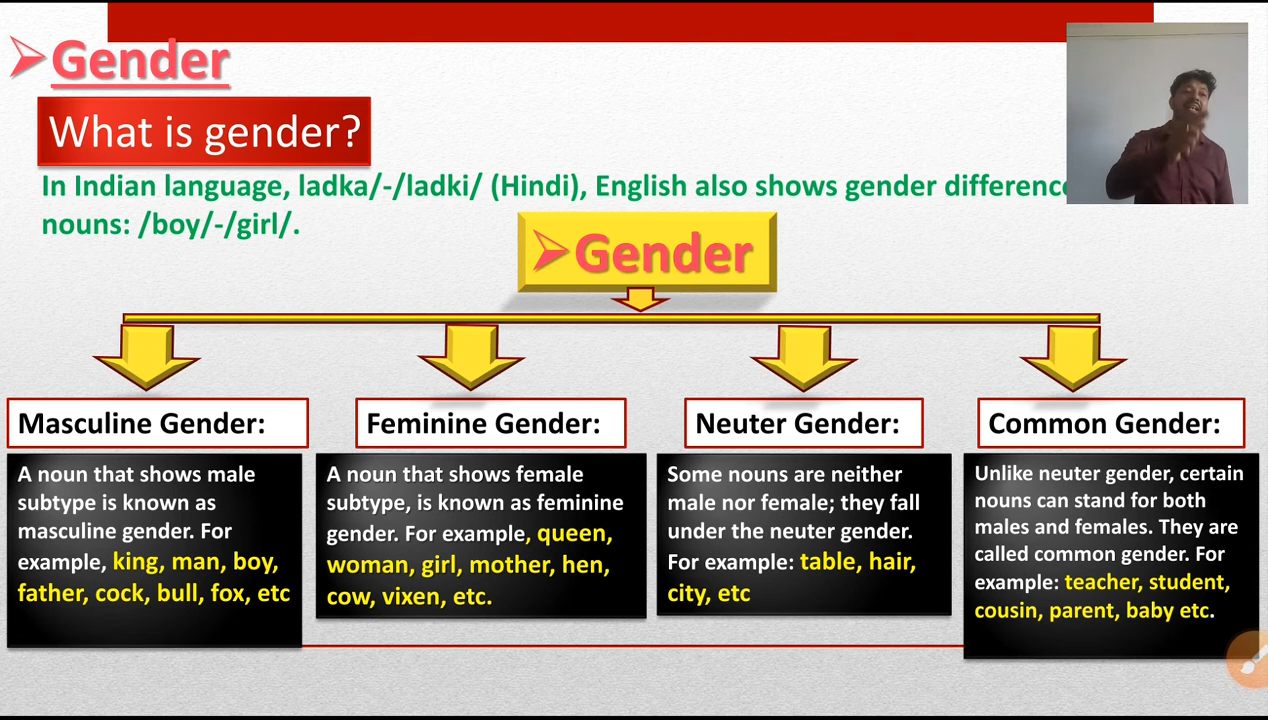 Gender
What is gender?
In Indian language, ladka/-/ladki/ (Hindi), English also shows gender difference
nouns: /boy/-/girl/.
Gender
Masculine Gender:
A noun that shows male
subtype is known as
masculine gender. For
example, king, man, boy,
father, cock, bull, fox, etc
Feminine Gender:
A noun that shows female
subtype, is known as feminine
gender. For example, queen,
woman, girl, mother, hen,
cow, vixen, etc.
Neuter Gender:
Some nouns are neither
male nor female; they fall
under the neuter gender.
For example: table, hair,
city, etc
Common Gender:
Unlike neuter gender, certain
nouns can stand for both
males and females. They are
called common gender. For
example: teacher, student,
cousin, parent, baby etc.